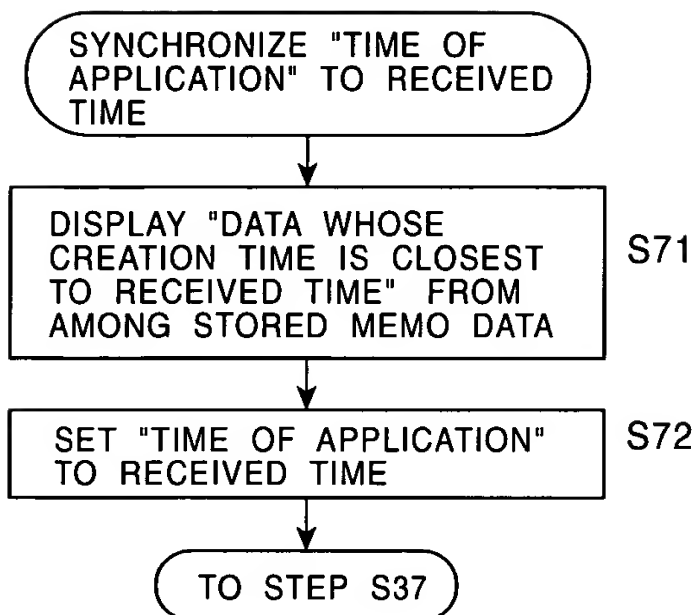 SYNCHRONIZE "TIME OF
APPLICATION" TO RECEIVED
TIME
DISPLAY "DATA WHOSE
CREATION TIME IS CLOSEST
TO RECEIVED TIME" FROM
AMONG STORED MEMO DATA
S71
SET "TIME OF APPLICATION"
TO RECEIVED TIME
S72
TO STEP S37